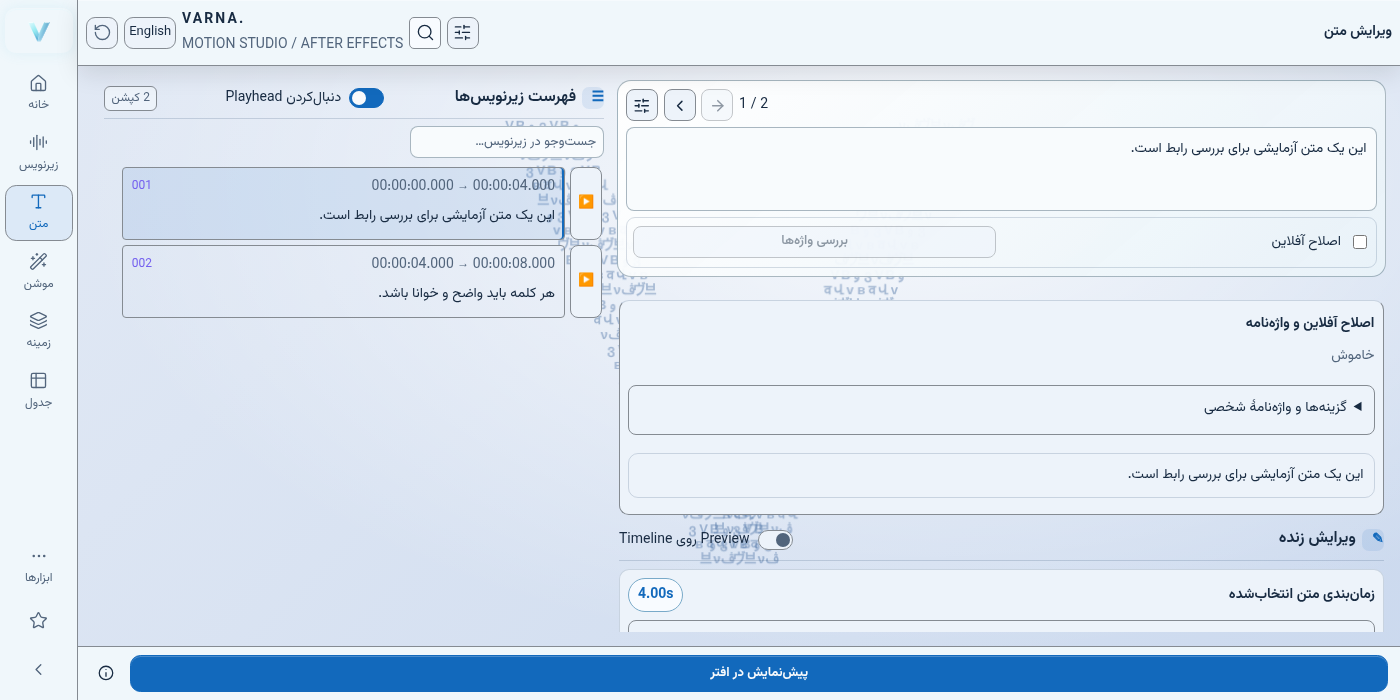 VARNA.
MOTION STUDIO / AFTER EFFECTS
English
ویرایش متن
خانه
زیرنویس
متن
موشن
زمینه
جدول
ابزارها
1 / 2
این یک متن آزمایشی برای بررسی رابط است.
اصلاح آفلاین
بررسی واژه‌ها
اصلاح آفلاین و واژه‌نامه
خاموش
گزینه‌ها و واژه‌نامهٔ شخصی
این یک متن آزمایشی برای بررسی رابط است.
ویرایش زنده
Preview روی Timeline
زمان‌بندی متن انتخاب‌شده
4.00s
فهرست زیرنویس‌ها
دنبال‌کردن Playhead
2 کپشن
جست‌وجو در زیرنویس…
001
00:00:00.000 → 00:00:04.000
این یک متن آزمایشی برای بررسی رابط است.
002
00:00:04.000 → 00:00:08.000
هر کلمه باید واضح و خوانا باشد.
پیش‌نمایش در افتر